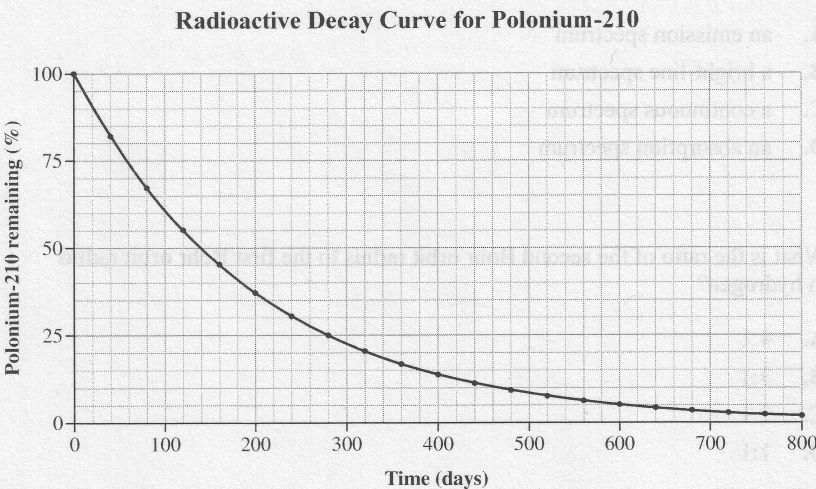 Radioactive Decay Curve for Polonium-210
Polonium-210 remaining (%)
100
75
50
25
0
0 100 200 300 400 500 600 700 800
Time (days)